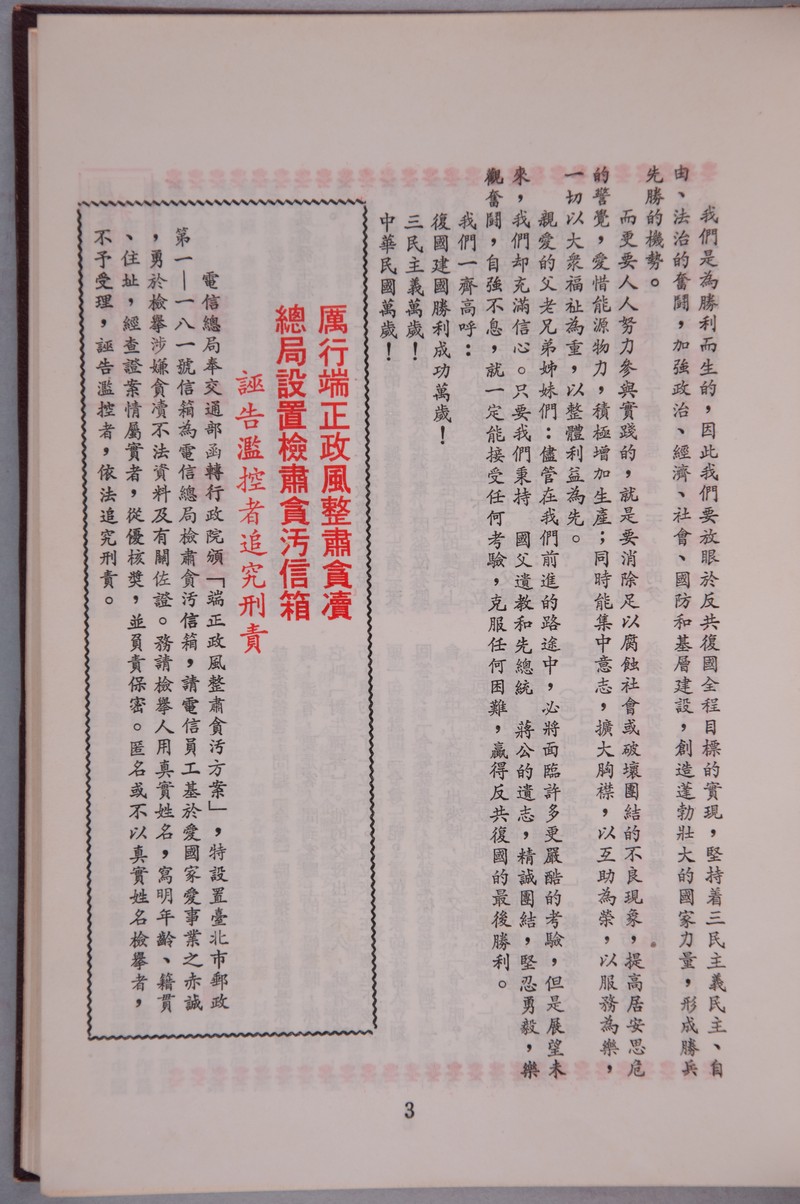 我們是為勝利而生的，因此我們要放眼於反共復國全程目標的實現，堅持着三民主義民主、自
由、法治的奮鬪，加強政治、經濟、社會、國防和基層建設，創造蓬勃壯大的國家力量，形成勝兵
先勝的機勢。
而更要人人努力參與實踐的，就是要消除足以腐蝕社會或破壞團結的不良現象，提高居安思危
的警覺，愛惜能源物力，積極增加生產；同時能集中意志，擴大胸襟，以互助為榮，以服務為樂，
一切以大衆福祉為重，以整體利益為先。
親愛的父老兄弟姊妹們：儘管在我們前進的路途中，必將面臨許多更嚴酷的考驗，但是展望未
來，我們却充滿信心。只要我們秉持　國父遺教和先總統　蔣公的遺志，精誠團結，堅忍勇毅，樂
觀奮鬪，自強不息，就一定能接受任何考驗，克服任何困難，贏得反共復國的最後勝利。
我們一齊高呼：
復國建國勝利成功萬歲！
三民主義萬歲！
中華民國萬歲！
厲行端正政風整肅貪瀆
總局設置檢肅貪污信箱
誣告濫控者追究刑責
電信總局奉交通部函轉行政院頒「端正政風整肅貪污方案」，特設置臺北市郵政
第一｜一八一號信箱為電信總局檢肅貪污信箱，請電信員工基於愛國家愛事業之赤誠
，勇於檢舉涉嫌貪瀆不法資料及有關佐證。務請檢舉人用真實姓名，寫明年齡、籍貫
、住址，經查證案情屬實者，從優核獎，並負責保密。匿名或不以真實姓名檢舉者，
不予受理，誣告濫控者，依法追究刑責。
3